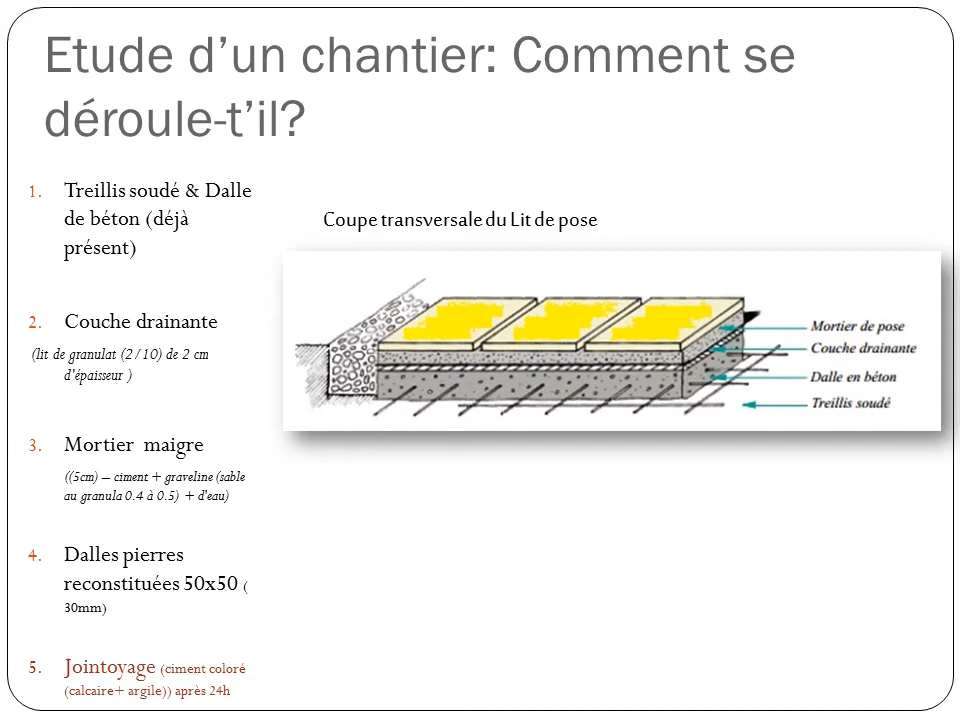 Etude d’un chantier: Comment se
déroule-t’il?
1. Treillis soudé & Dalle
de béton (déjà
présent)
2. Couche drainante
(lit de granulat (2/10) de 2 cm
d'épaisseur )
3. Mortier maigre
((5cm) – ciment + graveline (sable
au granula 0.4 à 0.5) + d'eau)
4. Dalles pierres
reconstituées 50x50 (
30mm)
5. Jointoyage (ciment coloré
(calcaire+ argile)) après 24h
Coupe transversale du Lit de pose
Mortier de pose
Couche drainante
Dalle en béton
Treillis soudé